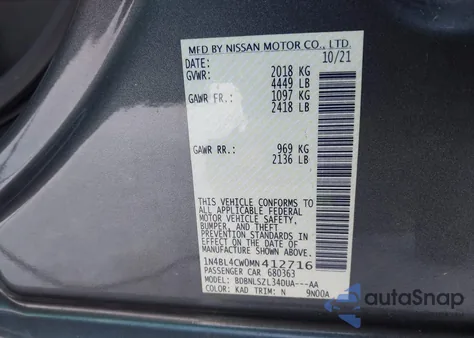 MFD BY NISSAN MOTOR CO., LTD.
DATE: 10/21
GVWR: 2018 KG
4449 LB
GAWR FR.: 1097 KG
2418 LB
GAWR RR.: 969 KG
2136 LB
THIS VEHICLE CONFORMS TO
ALL APPLICABLE FEDERAL
MOTOR VEHICLE SAFETY,
BUMPER, AND THEFT
PREVENTION STANDARDS
IN EFFECT ON THE DATE OF
MANUFACTURE SHOWN ABOVE.
1N4BL4CW0MN412716
PASSENGER CAR 680363
MODEL: BDBNLSZL34DUA---AA
COLOR: KAD TRIM: N 9N00A
autoSnap